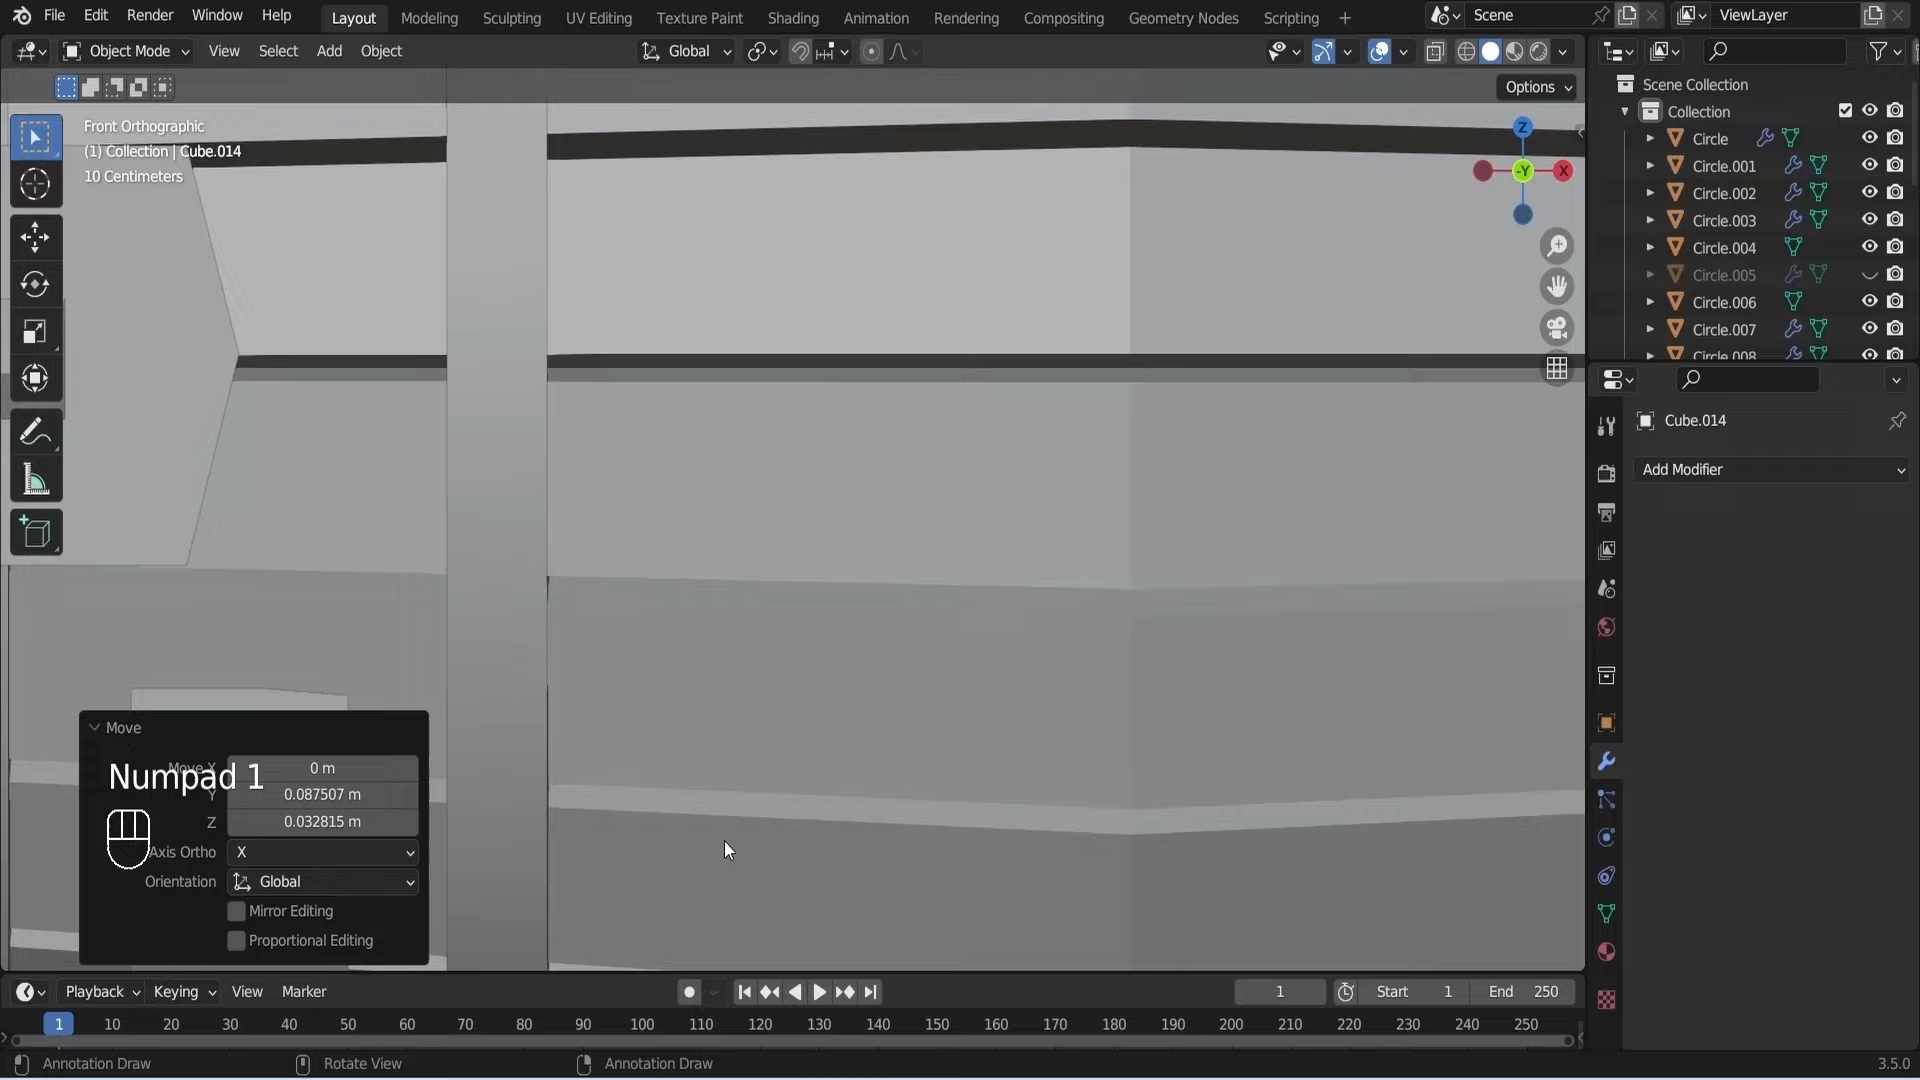 File Edit Render Window Help
Layout Modeling Sculpting UV Editing Texture Paint Shading Animation Rendering Compositing Geometry Nodes Scripting +
Scene
ViewLayer
Object Mode View Select Add Object
Global
Options
Front Orthographic
(1) Collection | Cube.014
10 Centimeters
Z
-Y
X
Scene Collection
Collection
Circle
Circle.001
Circle.002
Circle.003
Circle.004
Circle.005
Circle.006
Circle.007
Circle.008
Cube.014
Add Modifier
Move
Move X 0 m
Y 0.087507 m
Z 0.032815 m
Numpad 1
Axis Ortho X
Orientation Global
Mirror Editing
Proportional Editing
Playback Keying View Marker
1 Start 1 End 250
1 10 20 30 40 50 60 70 80 90 100 110 120 130 140 150 160 170 180 190 200 210 220 230 240 250
Annotation Draw Rotate View Annotation Draw 3.5.0